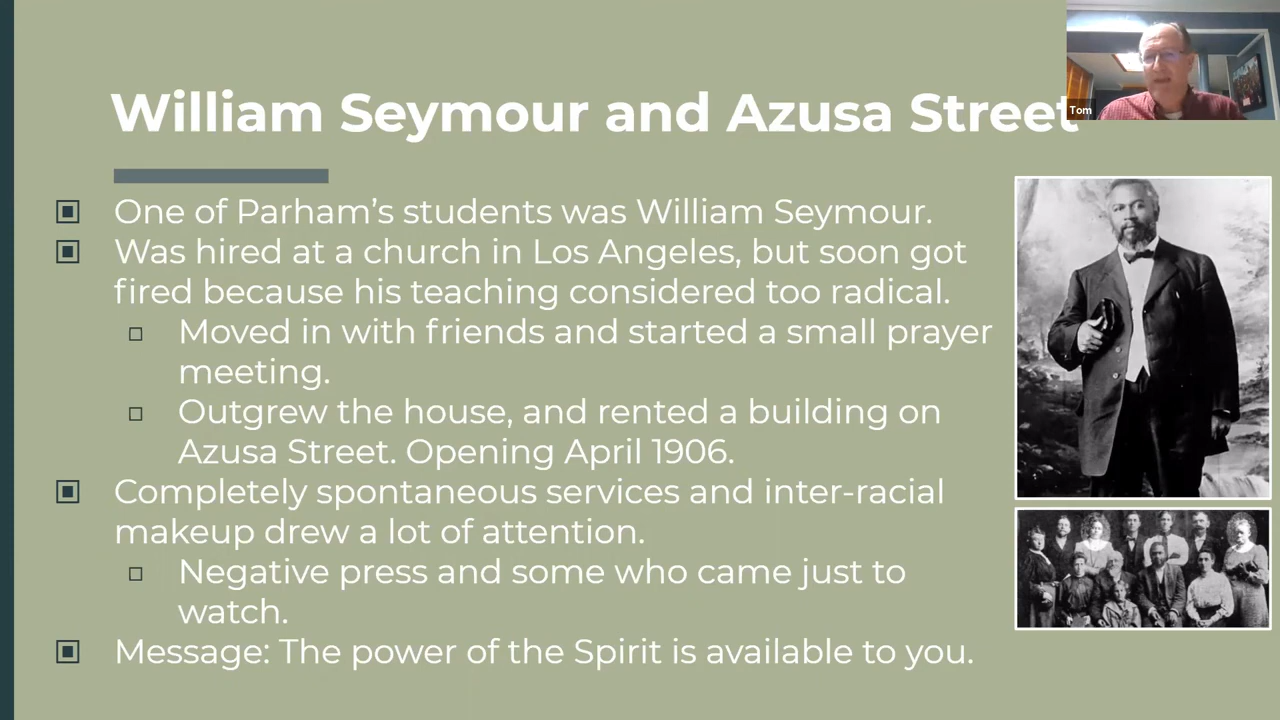 William Seymour and Azusa Street
Tom
One of Parham's students was William Seymour.
Was hired at a church in Los Angeles, but soon got
fired because his teaching considered too radical.
Moved in with friends and started a small prayer
meeting.
Outgrew the house, and rented a building on
Azusa Street. Opening April 1906.
Completely spontaneous services and inter-racial
makeup drew a lot of attention.
Negative press and some who came just to
watch.
Message: The power of the Spirit is available to you.